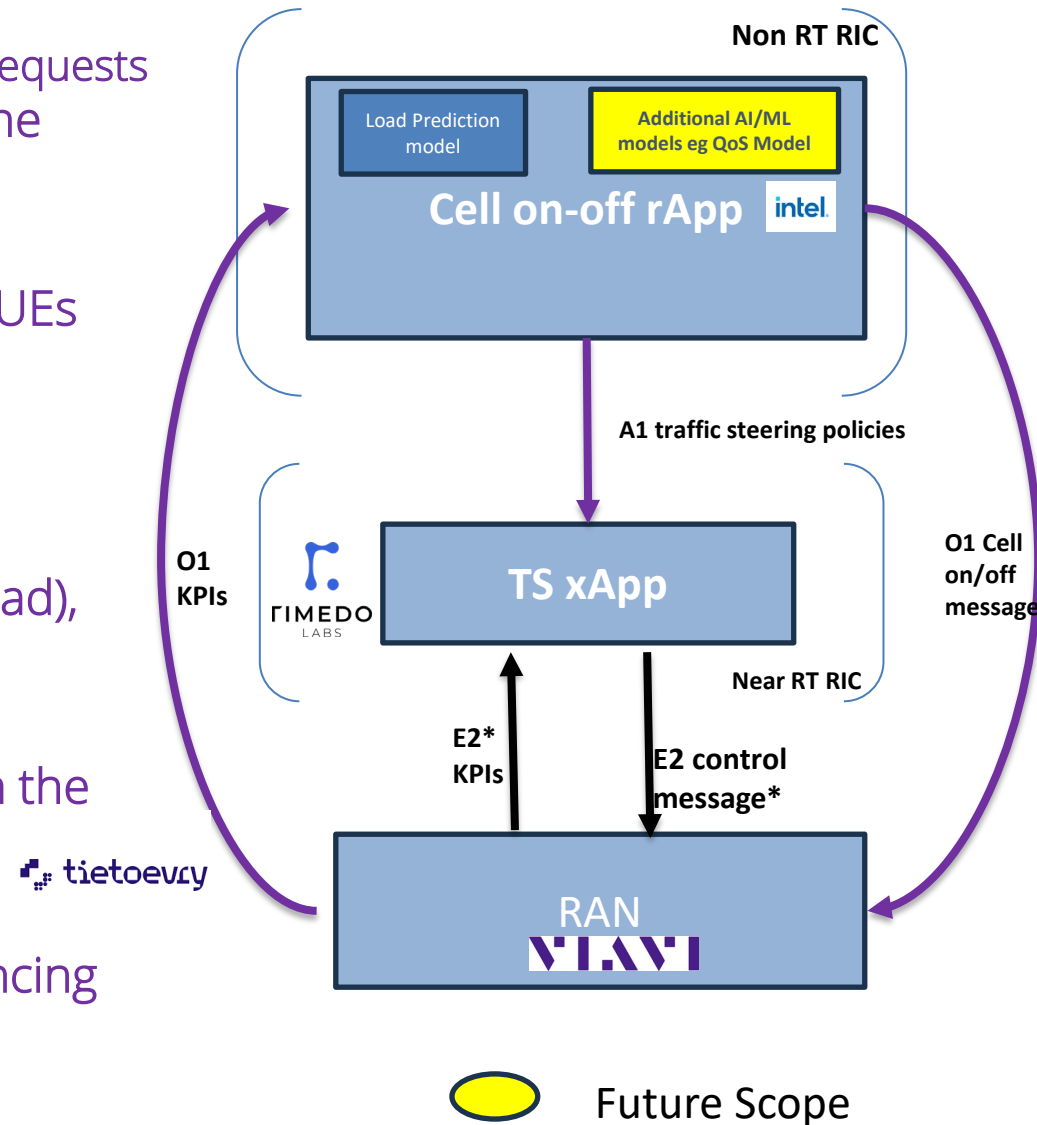 equests
he
UEs
ad),
n the
tietoevry
ncing
Non RT RIC
Load Prediction
model
Additional AI/ML
models eg QoS Model
Cell on-off rApp
intel.
A1 traffic steering policies
O1
KPIs
TIMEDO
LABS
TS xApp
O1 Cell
on/off
message
Near RT RIC
E2*
KPIs
E2 control
message*
RAN
VIAVI
Future Scope